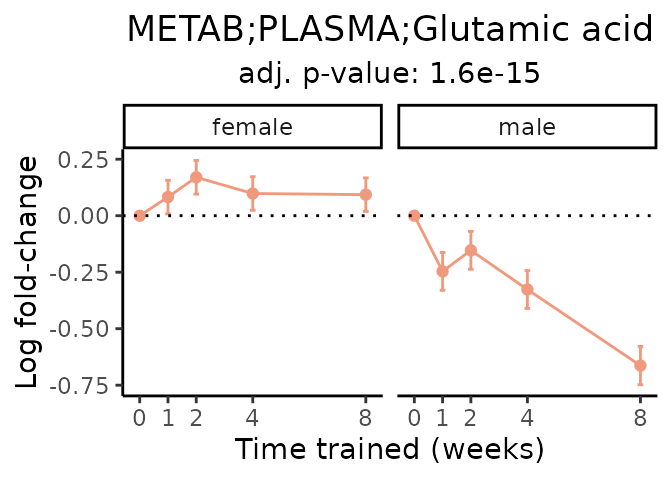 METAB;PLASMA;Glutamic acid
adj. p-value: 1.6e-15
female
male
Log fold-change
0.25
0.00
-0.25
-0.50
-0.75
0 1 2 4 8
0 1 2 4 8
Time trained (weeks)